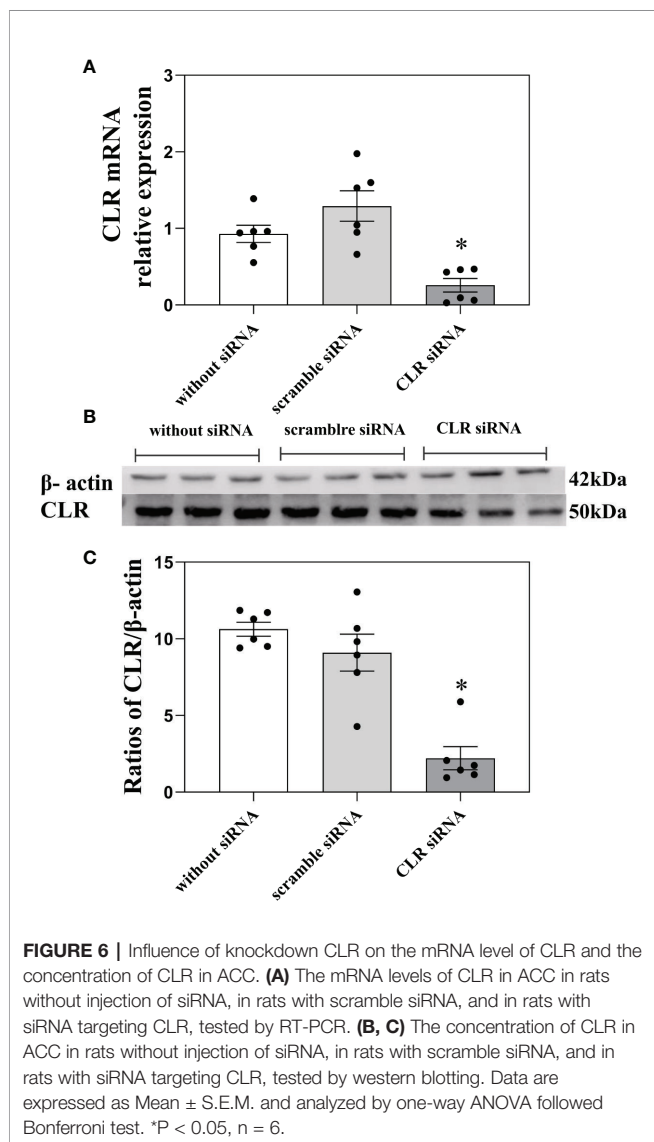 A
CLR mRNA
relative expression
3
2
1
0
*
without siRNA
scramble siRNA
CLR siRNA
B
without siRNA scramblre siRNA CLR siRNA
β- actin 42kDa
CLR 50kDa
C
Ratios of CLR/β-actin
15
10
5
0
*
without siRNA
scramble siRNA
CLR siRNA
FIGURE 6 | Influence of knockdown CLR on the mRNA level of CLR and the
concentration of CLR in ACC. (A) The mRNA levels of CLR in ACC in rats
without injection of siRNA, in rats with scramble siRNA, and in rats with
siRNA targeting CLR, tested by RT-PCR. (B, C) The concentration of CLR in
ACC in rats without injection of siRNA, in rats with scramble siRNA, and in
rats with siRNA targeting CLR, tested by western blotting. Data are
expressed as Mean ± S.E.M. and analyzed by one-way ANOVA followed
Bonferroni test. *P < 0.05, n = 6.